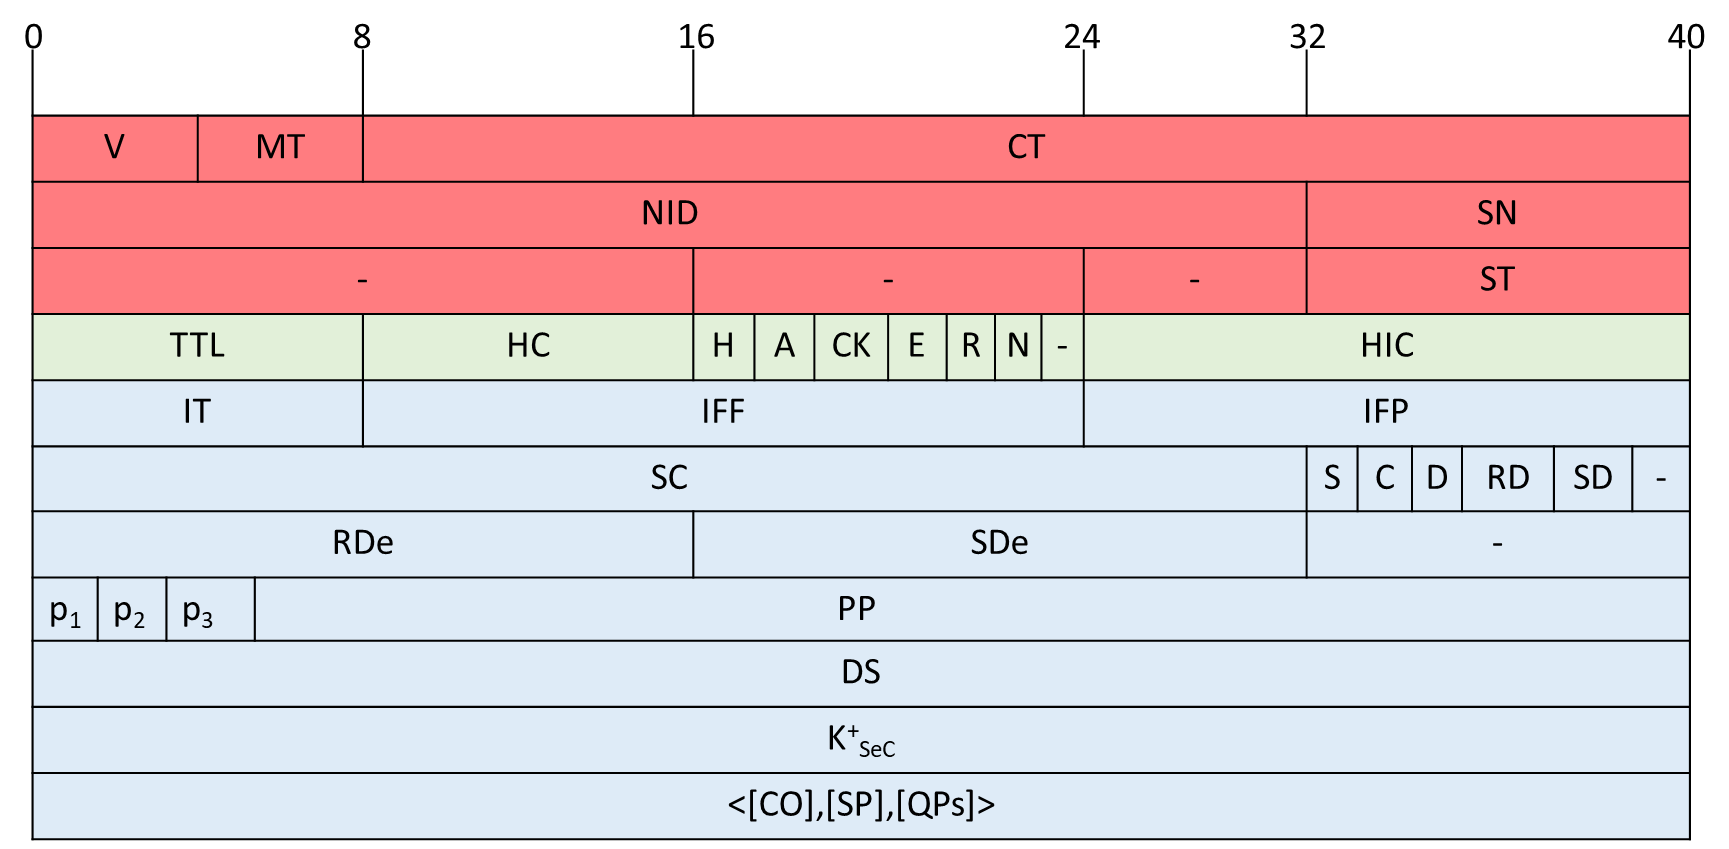 0 8 16 24 32 40
V MT CT
NID SN
- - - ST
TTL HC H A CK E R N - HIC
IT IFF IFP
SC S C D RD SD -
RDe SDe -
p₁ p₂ p₃ PP
DS
K⁺SeC
<[CO],[SP],[QPs]>